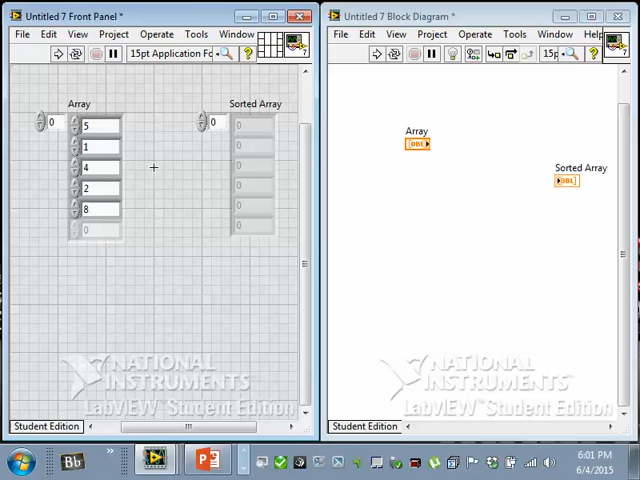 Untitled 7 Front Panel *
File Edit View Project Operate Tools Window
15pt Application Fo
7
Array
Sorted Array
0
5
1
4
2
8
0
0
0
0
0
0
0
0
NATIONAL
INSTRUMENTS
LabVIEW Student Edition
Student Edition
Untitled 7 Block Diagram *
File Edit View Project Operate Tools Window
15p
7
Array
[DBL]
Sorted Array
[DBL]
NATIONAL
INSTRUMENTS
LabVIEW Student Edition
Student Edition
Bb
6:01 PM
6/4/2015